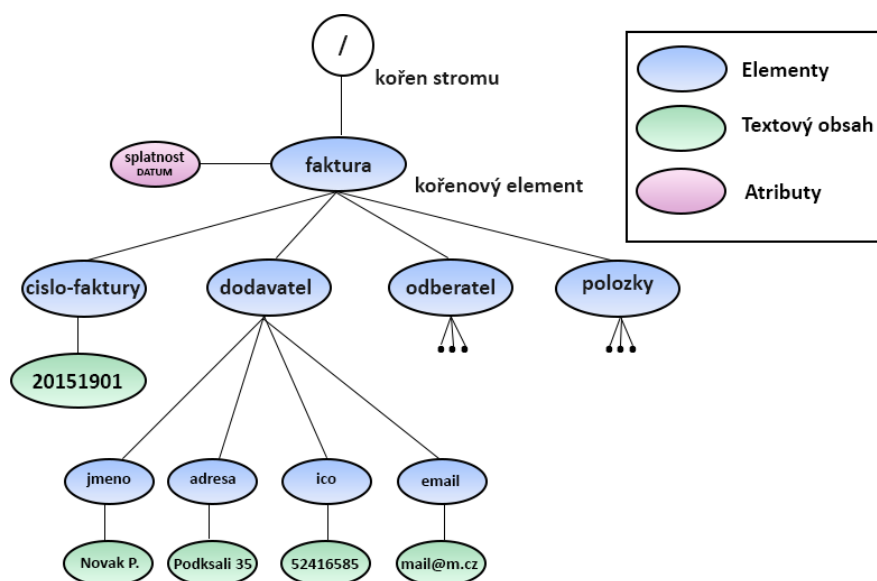 /
kořen stromu
Elementy
Textový obsah
Atributy
splatnost
DATUM
faktura
kořenový element
cislo-faktury
dodavatel
odberatel
polozky
20151901
jmeno
adresa
ico
email
Novak P.
Podksali 35
52416585
mail@m.cz